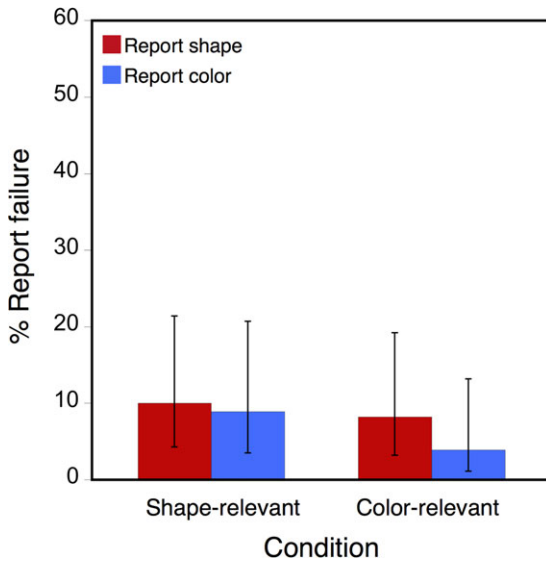 60
50
40
30
20
10
0
% Report failure
Report shape
Report color
Shape-relevant
Color-relevant
Condition